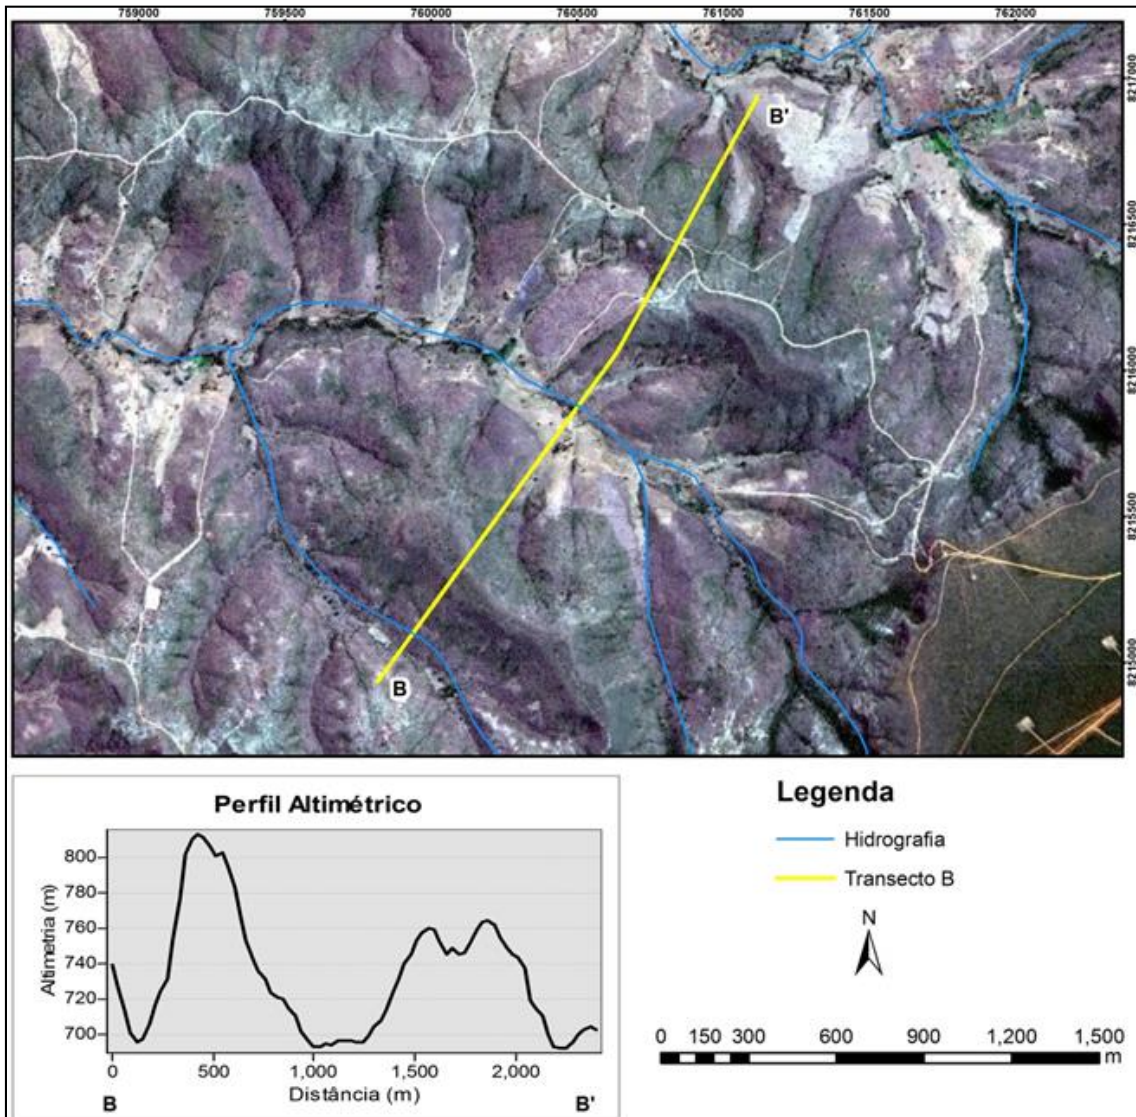 759000 759500 760000 760500 761000 761500 762000
8217000
8216500
8216000
8215500
8215000
B'
B
Perfil Altimétrico
Altimetria (m)
800
780
760
740
720
700
0 500 1,000 1,500 2,000
Distância (m)
B B'
Legenda
Hidrografia
Transecto B
N
0 150 300 600 900 1,200 1,500
m